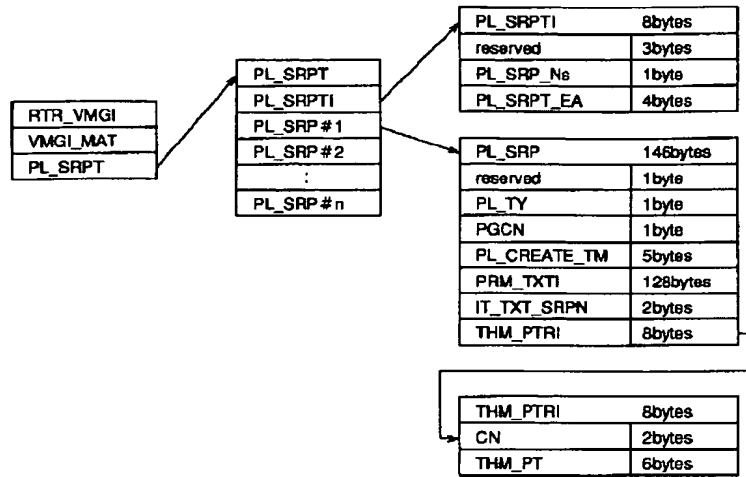 RTR_VMGI
VMGI_MAT
PL_SRPT
PL_SRPT
PL_SRPTI
PL_SRP#1
PL_SRP#2
:
PL_SRP#n
PL_SRPTI 8bytes
reserved 3bytes
PL_SRP_Ns 1byte
PL_SRPT_EA 4bytes
PL_SRP 146bytes
reserved 1byte
PL_TY 1byte
PGCN 1byte
PL_CREATE_TM 5bytes
PRM_TXTI 128bytes
IT_TXT_SRPN 2bytes
THM_PTRI 8bytes
THM_PTRI 8bytes
CN 2bytes
THM_PT 6bytes